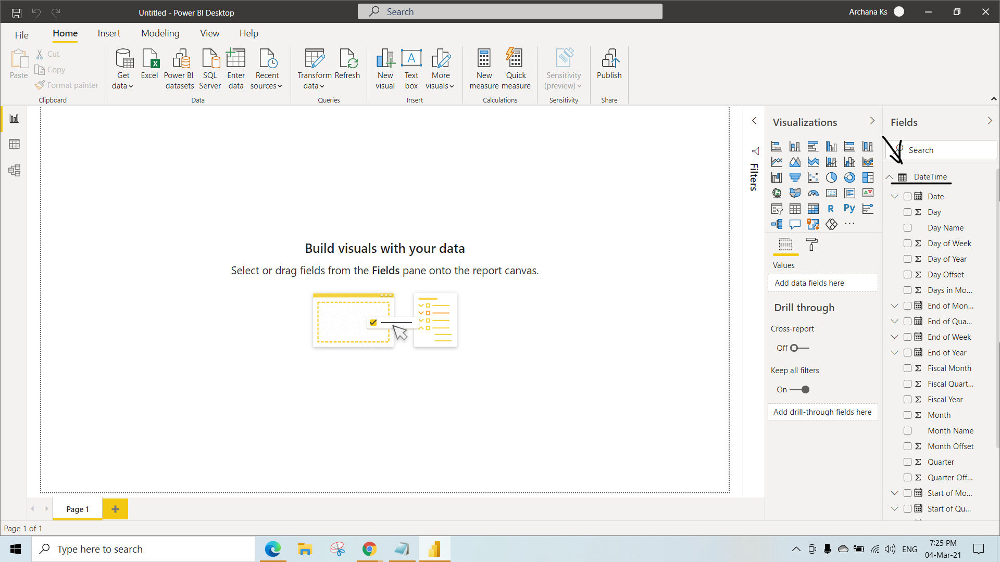 Untitled - Power BI Desktop
Search
Archana Ks
File
Home
Insert
Modeling
View
Help
Paste
Cut
Copy
Format painter
Clipboard
Get data
Excel
Power BI datasets
SQL Server
Enter data
Recent sources
Data
Transform data
Refresh
Queries
New visual
Text box
More visuals
Insert
New measure
Quick measure
Calculations
Sensitivity (preview)
Sensitivity
Publish
Share
Build visuals with your data
Select or drag fields from the Fields pane onto the report canvas.
Filters
Visualizations
123
R
Py
Values
Add data fields here
Drill through
Cross-report
Off
Keep all filters
On
Add drill-through fields here
Fields
Search
DateTime
Date
Day
Day Name
Day of Week
Day of Year
Day Offset
Days in Mo...
End of Mon...
End of Qua...
End of Week
End of Year
Fiscal Month
Fiscal Quart...
Fiscal Year
Month
Month Name
Month Offset
Quarter
Quarter Off...
Start of Mo...
Start of Qu...
Page 1
Page 1 of 1
Type here to search
ENG
7:25 PM
04-Mar-21